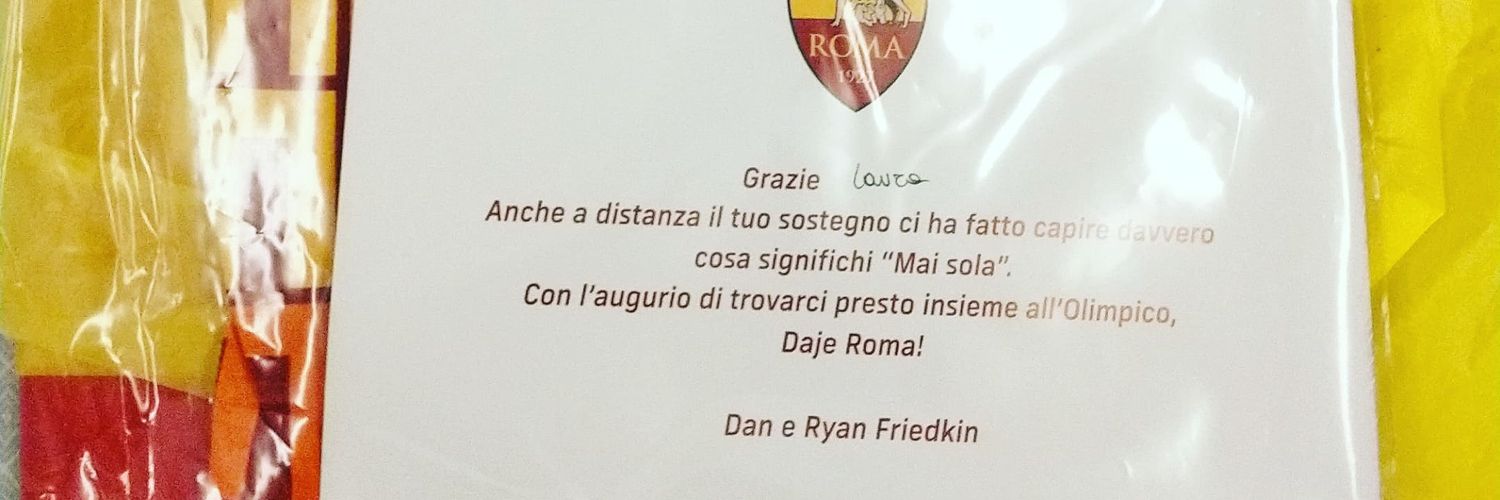 ROMA
1927
Grazie Laura
Anche a distanza il tuo sostegno ci ha fatto capire davvero
cosa significhi “Mai sola”.
Con l’augurio di trovarci presto insieme all’Olimpico,
Daje Roma!
Dan e Ryan Friedkin